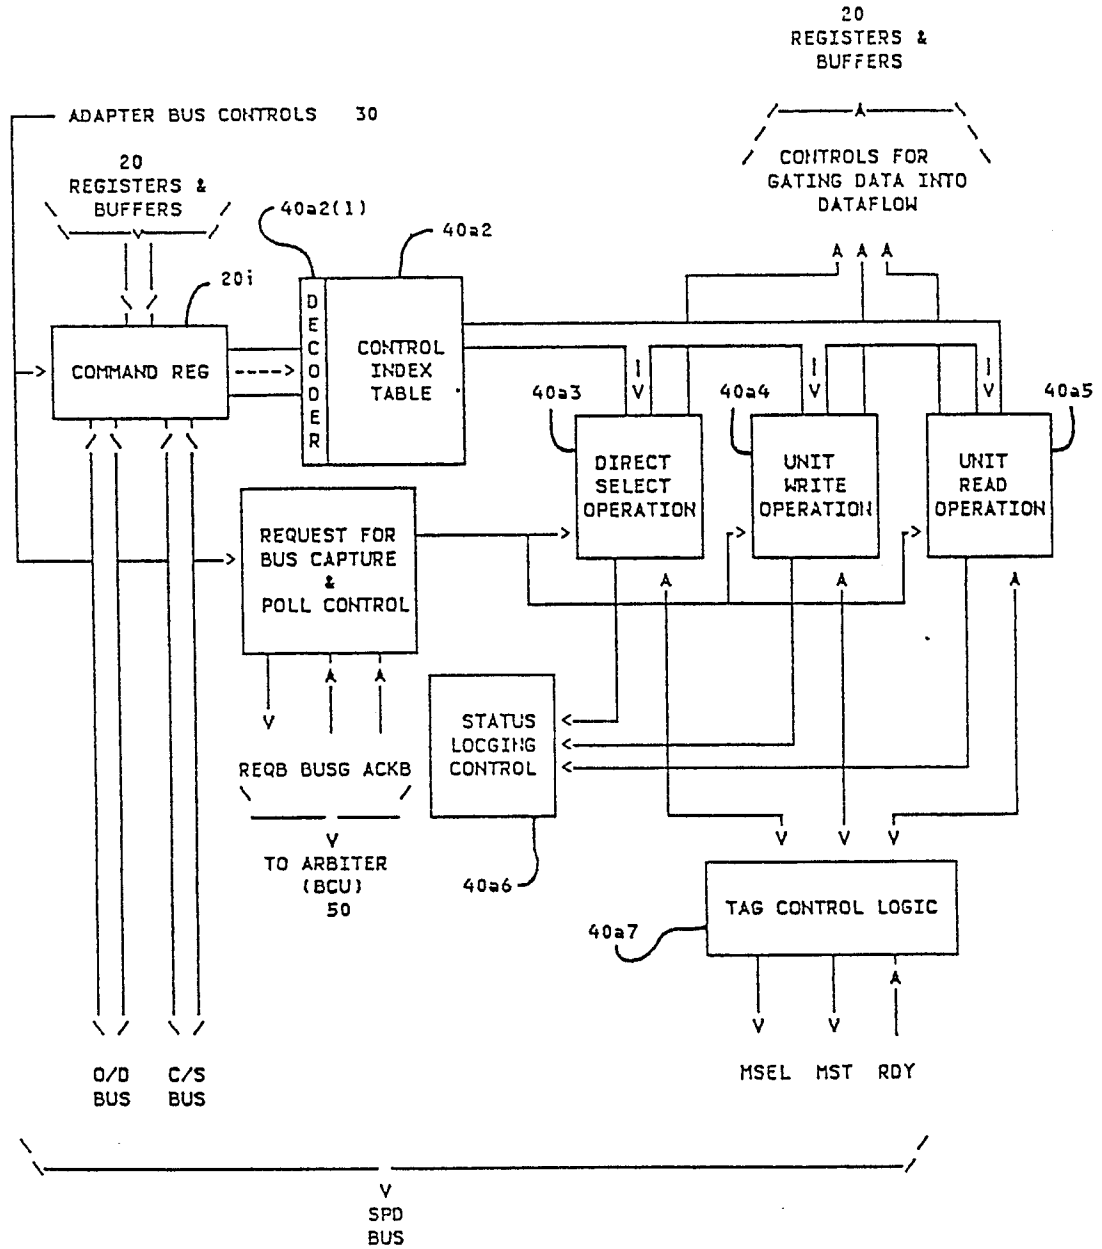 20
REGISTERS &
BUFFERS
ADAPTER BUS CONTROLS 30
20
REGISTERS &
BUFFERS
CONTROLS FOR
GATING DATA INTO
DATAFLOW
40a2(1)
40a2
20i
COMMAND REG
DECODER
CONTROL
INDEX
TABLE
40a3
40a4
40a5
DIRECT
SELECT
OPERATION
UNIT
WRITE
OPERATION
UNIT
READ
OPERATION
REQUEST FOR
BUS CAPTURE
&
POLL CONTROL
STATUS
LOCGING
CONTROL
REQB BUSG ACKB
TO ARBITER
(BCU)
50
40a6
TAG CONTROL LOGIC
40a7
O/D
BUS
C/S
BUS
MSEL MST RDY
SPD
BUS